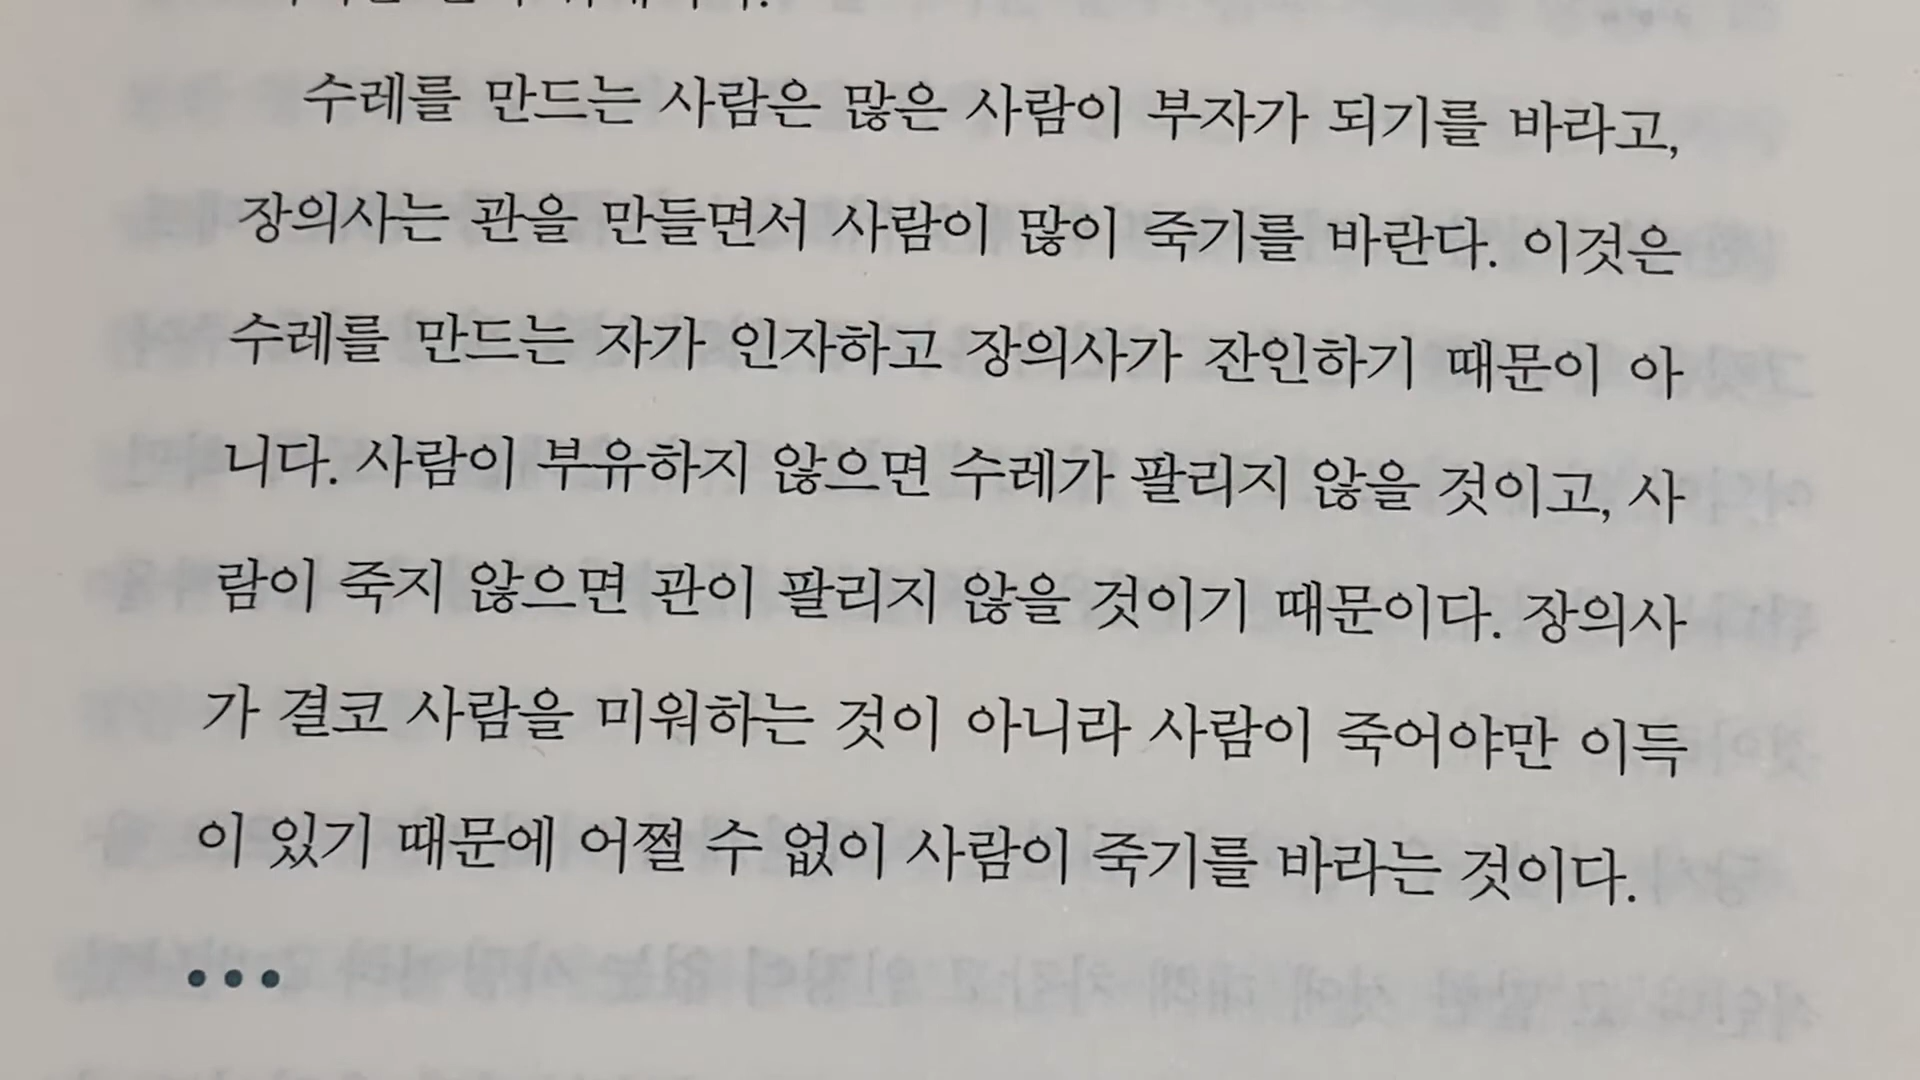 수레를 만드는 사람은 많은 사람이 부자가 되기를 바라고,
장의사는 관을 만들면서 사람이 많이 죽기를 바란다. 이것은
수레를 만드는 자가 인자하고 장의사가 잔인하기 때문이 아
니다. 사람이 부유하지 않으면 수레가 팔리지 않을 것이고, 사
람이 죽지 않으면 관이 팔리지 않을 것이기 때문이다. 장의사
가 결코 사람을 미워하는 것이 아니라 사람이 죽어야만 이득
이 있기 때문에 어쩔 수 없이 사람이 죽기를 바라는 것이다.
•••